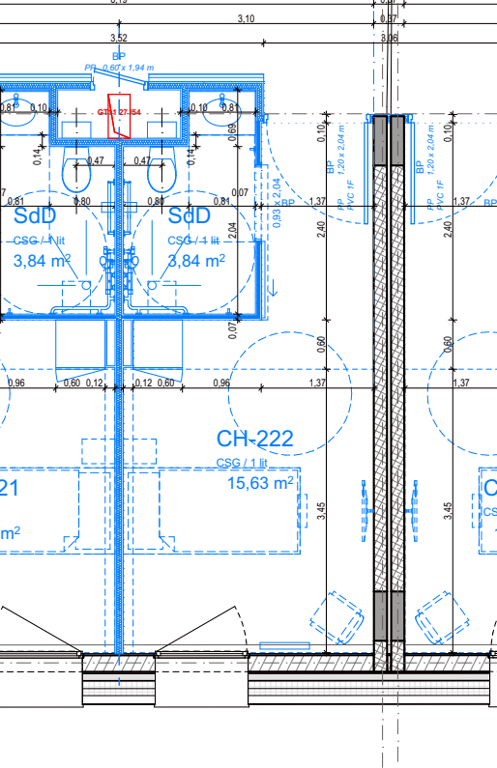 3,10
0,37
3,52
3,06
BP
PP 0,60 x 1,94 m
0,81
0,10
GT 11 27/54
0,10
0,81
0,69
0,10
0,10
0,14
0,47
0,47
0,14
BP
1,20 x 2,04 m
PP PVC 1F
BP
1,20 x 2,04 m
PP PVC 1F
0,81
0,80
0,80
0,81
0,07
0,93 x 2,04
BP
1,37
1,37
SdD
SdD
CSG / 1 lit
CSG / 1 lit
3,84 m²
3,84 m²
2,04
2,40
2,40
0,07
0,60
0,60
0,96
0,60
0,12
0,12
0,60
0,96
1,37
1,37
CH-222
CSG / 1 lit
15,63 m²
21
m²
3,45
3,45